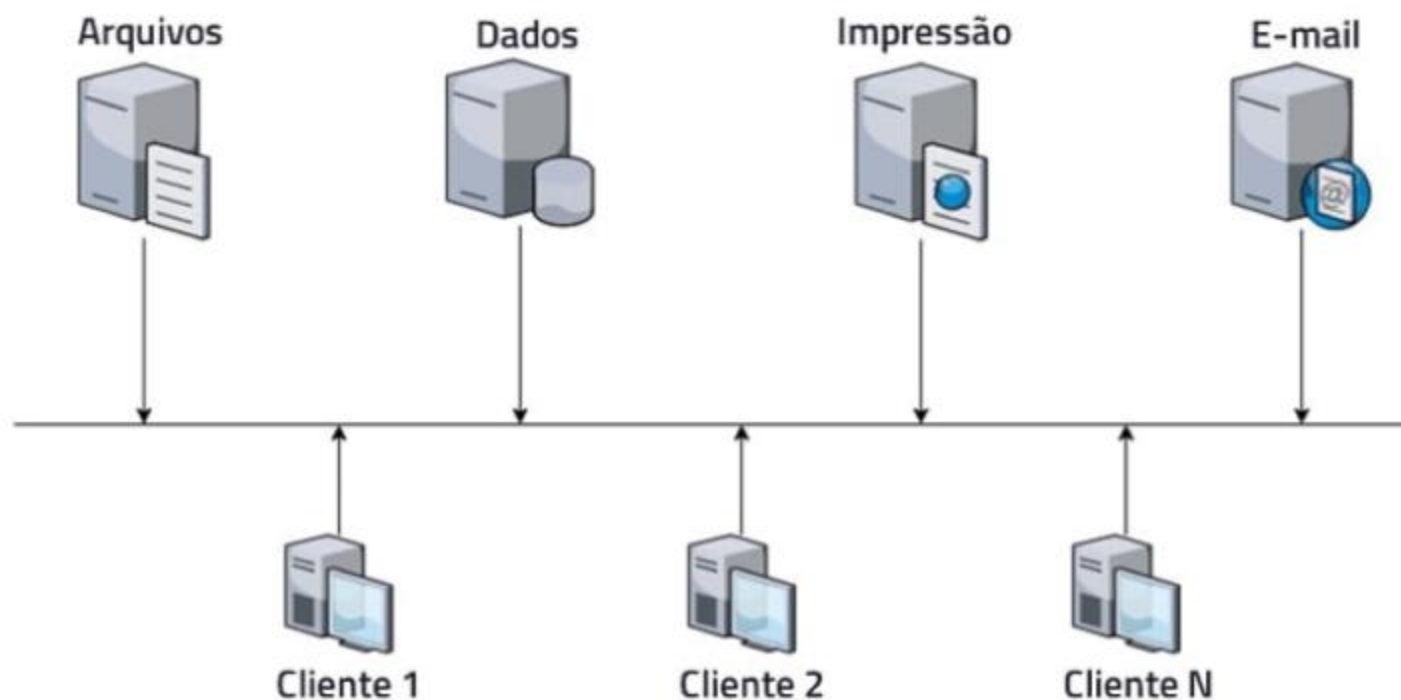 Arquivos
Dados
Impressão
E-mail
@
Cliente 1
Cliente 2
Cliente N